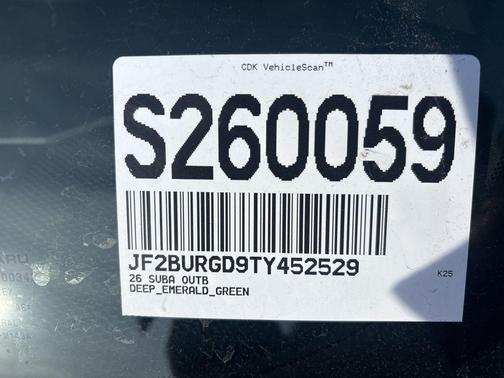 CDK VehicleScan™
S260059
JF2BURGD9TY452529
26 SUBA OUTB
DEEP_EMERALD_GREEN
K25